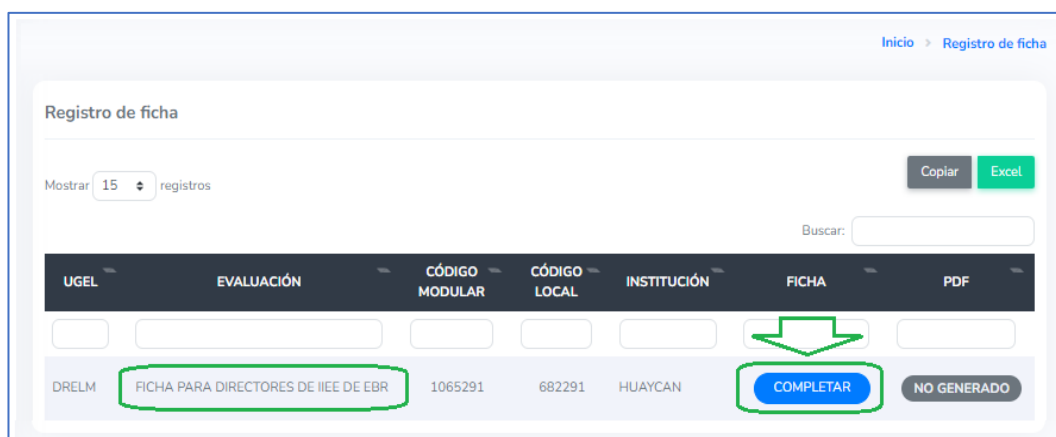 Inicio > Registro de ficha
Registro de ficha
Copiar Excel
Mostrar 15 registros
Buscar:
UGEL EVALUACIÓN CÓDIGO MODULAR CÓDIGO LOCAL INSTITUCIÓN FICHA PDF
DRELM FICHA PARA DIRECTORES DE IIEE DE EBR 1065291 682291 HUAYCAN COMPLETAR NO GENERADO